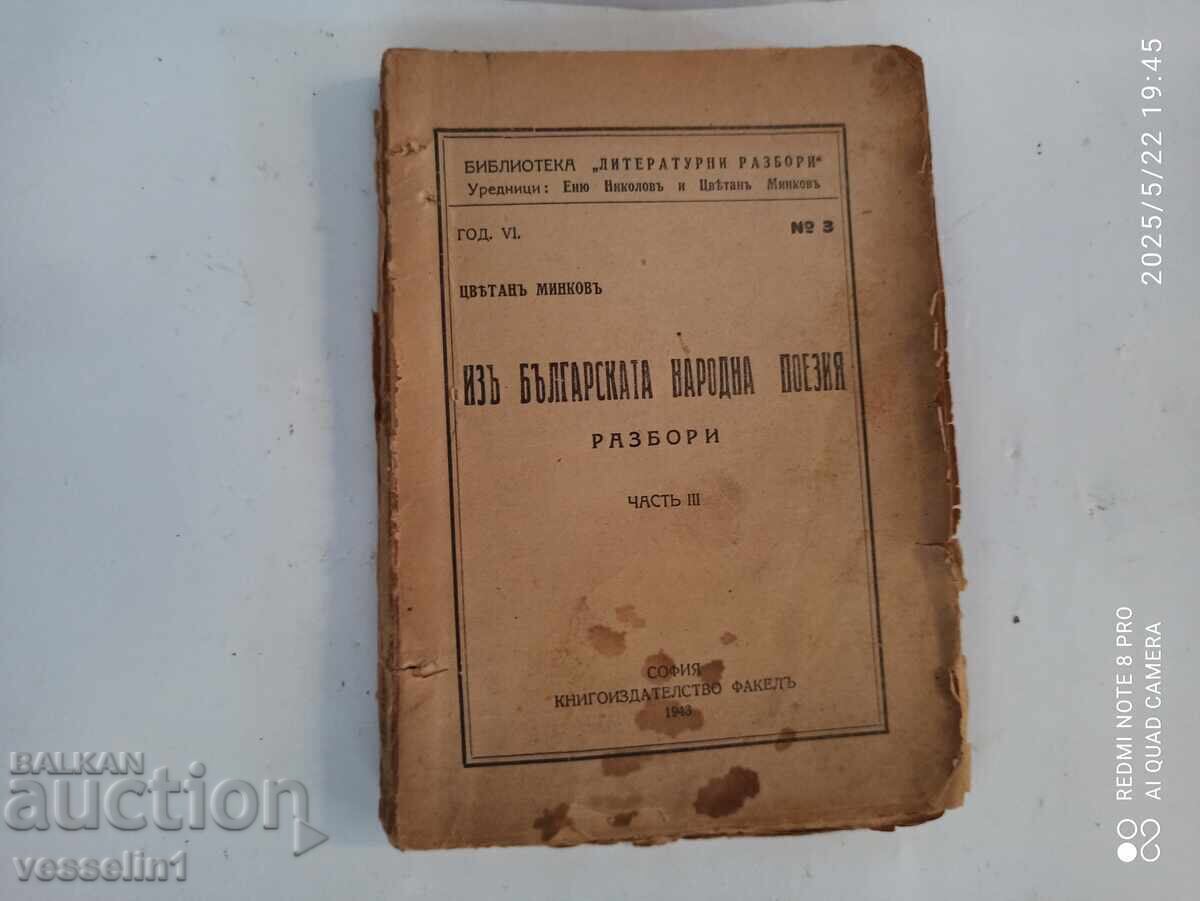 БИБЛИОТЕКА „ЛИТЕРАТУРНИ РАЗБОРИ“
Уредници: Еню Николовъ и Цвѣтанъ Минковъ
ГОД. VI.
№ 3
ЦВѢТАНЪ МИНКОВЪ
ИЗЪ БЪЛГАРСКАТА НАРОДНА ПОЕЗИЯ
РАЗБОРИ
ЧАСТЬ III
СОФИЯ
КНИГОИЗДАТЕЛСТВО ФАКЕЛЪ
1943
BALKAN
auction
vesselin1
2025/5/22 19:45
REDMI NOTE 8 PRO
AI QUAD CAMERA